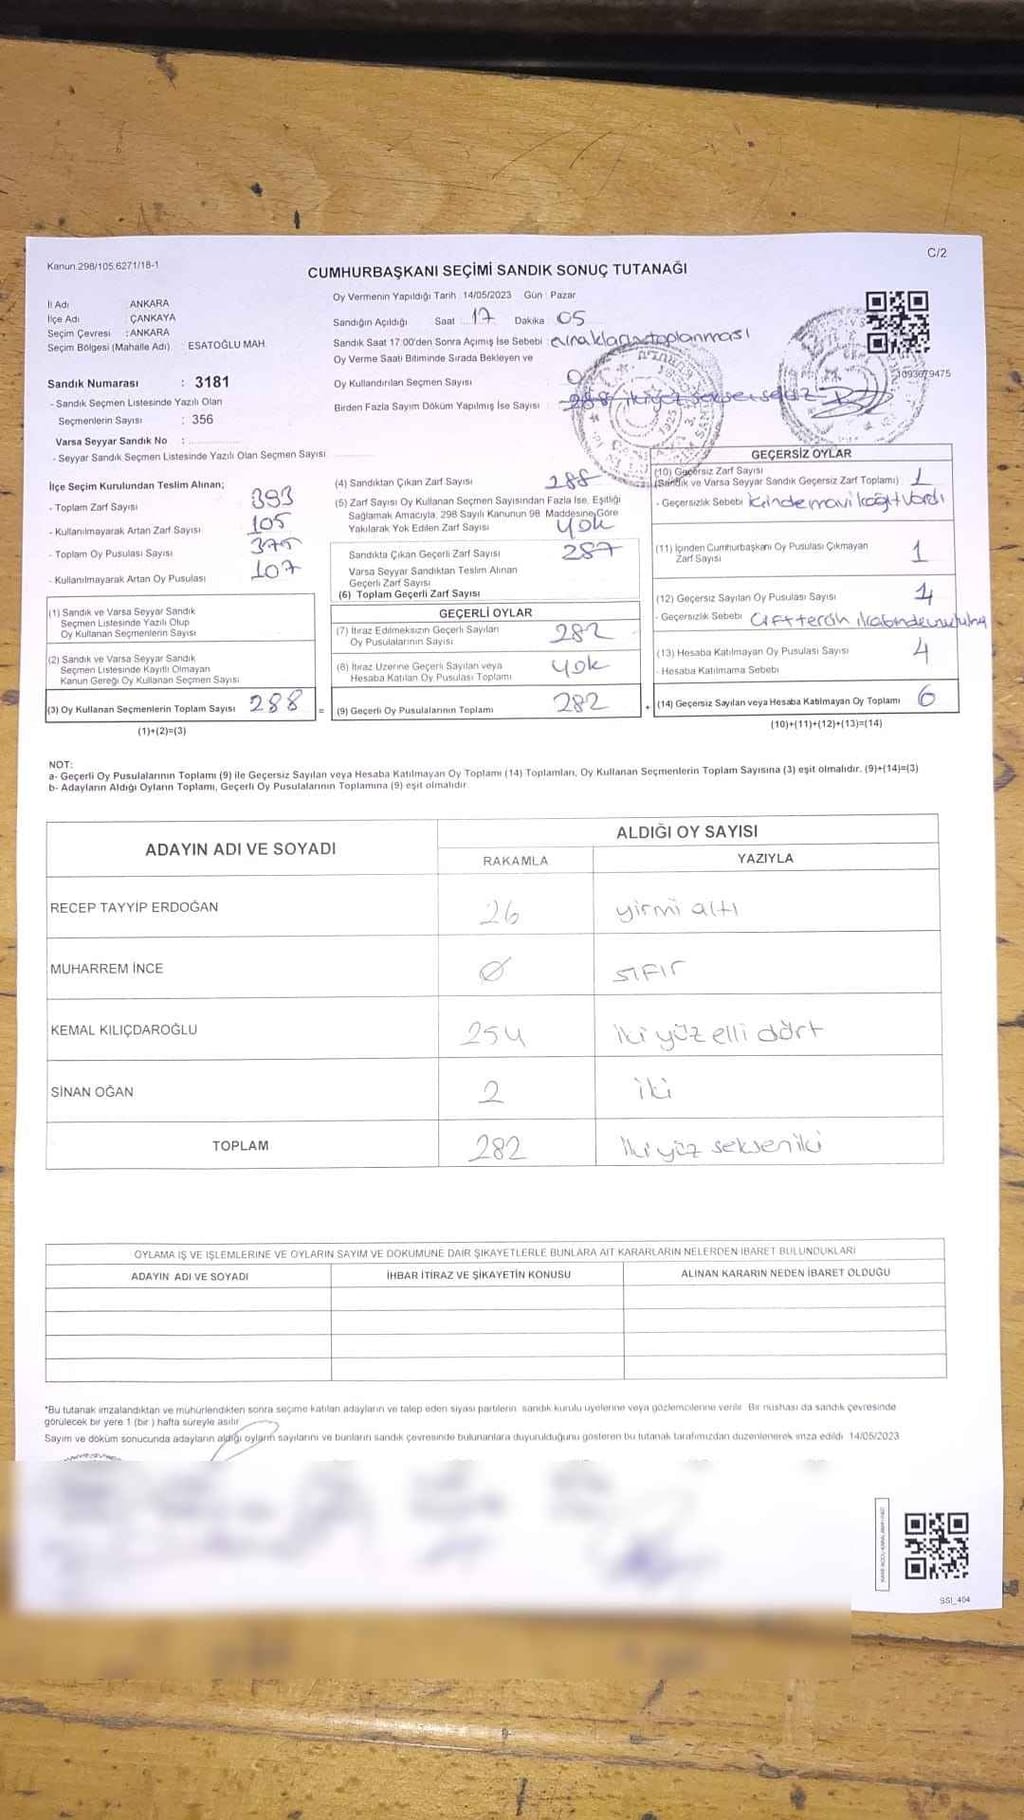 Kanun.298/105.6271/18-1
C/2
CUMHURBAŞKANI SEÇİMİ SANDIK SONUÇ TUTANAĞI
İl Adı ANKARA
İlçe Adı ÇANKAYA
Seçim Çevresi : ANKARA
Seçim Bölgesi (Mahalle Adı) : ESATOĞLU MAH.
Sandık Numarası : 3181
- Sandık Seçmen Listesinde Yazılı Olan
Seçmenlerin Sayısı : 356
Varsa Seyyar Sandık No :
- Seyyar Sandık Seçmen Listesinde Yazılı Olan Seçmen Sayısı
Oy Vermenin Yapıldığı Tarih 14/05/2023 Gün : Pazar
Sandığın Açıldığı Saat 17 Dakika 05
Sandık Saat 17:00'den Sonra Açımış İse Sebebi toplanması
Oy Verme Saati Bitiminde Sırada Bekleyen ve
Oy Kullandırılan Seçmen Sayısı 0
Birden Fazla Sayım Döküm Yapılmış İse Sayısı 288 iki yüz seksen sekiz
1093679475
İlçe Seçim Kurulundan Teslim Alınan;
- Toplam Zarf Sayısı 393
- Kullanılmayarak Artan Zarf Sayısı 105
- Toplam Oy Pusulası Sayısı 375
- Kullanılmayarak Artan Oy Pusulası 107
(1) Sandık ve Varsa Seyyar Sandık
Seçmen Listesinde Yazılı Olup
Oy Kullanan Seçmenlerin Sayısı
(2) Sandık ve Varsa Seyyar Sandık
Seçmen Listesinde Kayıtlı Olmayan
Kanun Gereği Oy Kullanan Seçmen Sayısı
(3) Oy Kullanan Seçmenlerin Toplam Sayısı 288
(1)+(2)=(3)
(4) Sandıktan Çıkan Zarf Sayısı 288
(5) Zarf Sayısı Oy Kullanan Seçmen Sayısından Fazla İse, Eşitliği
Sağlamak Amacıyla, 298 Sayılı Kanunun 98. Maddesine Göre
Yakılarak Yok Edilen Zarf Sayısı yok
Sandıkta Çıkan Geçerli Zarf Sayısı 287
Varsa Seyyar Sandıktan Teslim Alınan
Geçerli Zarf Sayısı
(6) Toplam Geçerli Zarf Sayısı
GEÇERLİ OYLAR
(7) İtiraz Edilmeksizin Geçerli Sayılan
Oy Pusulalarının Sayısı 282
(8) İtiraz Üzerine Geçerli Sayılan veya
Hesaba Katılan Oy Pusulası Toplamı yok
= (9) Geçerli Oy Pusulalarının Toplamı 282
GEÇERSİZ OYLAR
(10) Geçersiz Zarf Sayısı
(Sandık ve Varsa Seyyar Sandık Geçersiz Zarf Toplamı) 1
- Geçersizlik Sebebi içinde mavi kağıt vardı
(11) İçinden Cumhurbaşkanı Oy Pusulası Çıkmayan
Zarf Sayısı 1
(12) Geçersiz Sayılan Oy Pusulası Sayısı
- Geçersizlik Sebebi çift tercih
(13) Hesaba Katılmayan Oy Pusulası Sayısı 4
- Hesaba Katılmama Sebebi
+ (14) Geçersiz Sayılan veya Hesaba Katılmayan Oy Toplamı 6
(10)+(11)+(12)+(13)=(14)
NOT:
a- Geçerli Oy Pusulalarının Toplamı (9) ile Geçersiz Sayılan veya Hesaba Katılmayan Oy Toplamı (14) Toplamları, Oy Kullanan Seçmenlerin Toplam Sayısına (3) eşit olmalıdır. (9)+(14)=(3)
b- Adayların Aldığı Oyların Toplamı, Geçerli Oy Pusulalarının Toplamına (9) eşit olmalıdır.
ADAYIN ADI VE SOYADI ALDIĞI OY SAYISI
RAKAMLA YAZIYLA
RECEP TAYYİP ERDOĞAN 26 yirmi altı
MUHARREM İNCE Ø sıfır
KEMAL KILIÇDAROĞLU 254 iki yüz elli dört
SİNAN OĞAN 2 iki
TOPLAM 282 iki yüz seksen iki
OYLAMA İŞ VE İŞLEMLERİNE VE OYLARIN SAYIM VE DÖKÜMÜNE DAİR ŞİKAYETLERLE BUNLARA AİT KARARLARIN NELERDEN İBARET BULUNDUKLARI
ADAYIN ADI VE SOYADI İHBAR İTİRAZ VE ŞİKAYETİN KONUSU ALINAN KARARIN NEDEN İBARET OLDUĞU
*Bu tutanak imzalandıktan ve mühürlendikten sonra seçime katılan adayların ve talep eden siyasi partilerin sandık kurulu üyelerine veya gözlemcilerine verilir. Bir nüshası da sandık çevresinde
görülecek bir yere 1 (bir ) hafta süreyle asılır.
Sayım ve döküm sonucunda adayların aldığı oyların sayılarını ve bunların sandık çevresinde bulunanlara duyurulduğunu gösteren bu tutanak tarafımızdan düzenlenerek imza edildi. 14/05/2023
SSI_404